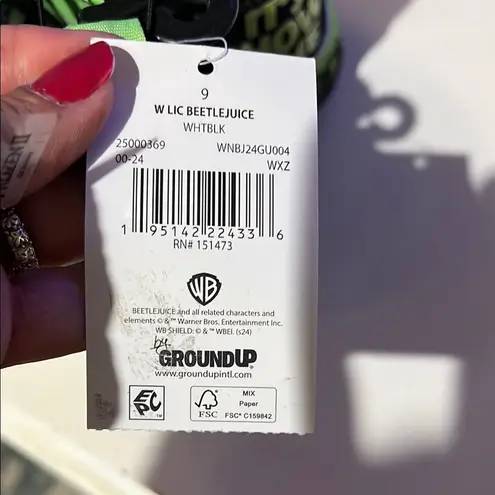 9
W LIC BEETLEJUICE
WHTBLK
25000369 WNBJ24GU004
00-24 WXZ
1 95142 22433 6
RN# 151473
WB
BEETLEJUICE and all related characters and
elements © & ™ Warner Bros. Entertainment Inc.
WB SHIELD: © & ™ WBEI. (s24)
by
GROUNDUP
www.groundupintl.com
EPC™
FSC
MIX
Paper
FSC® C159842